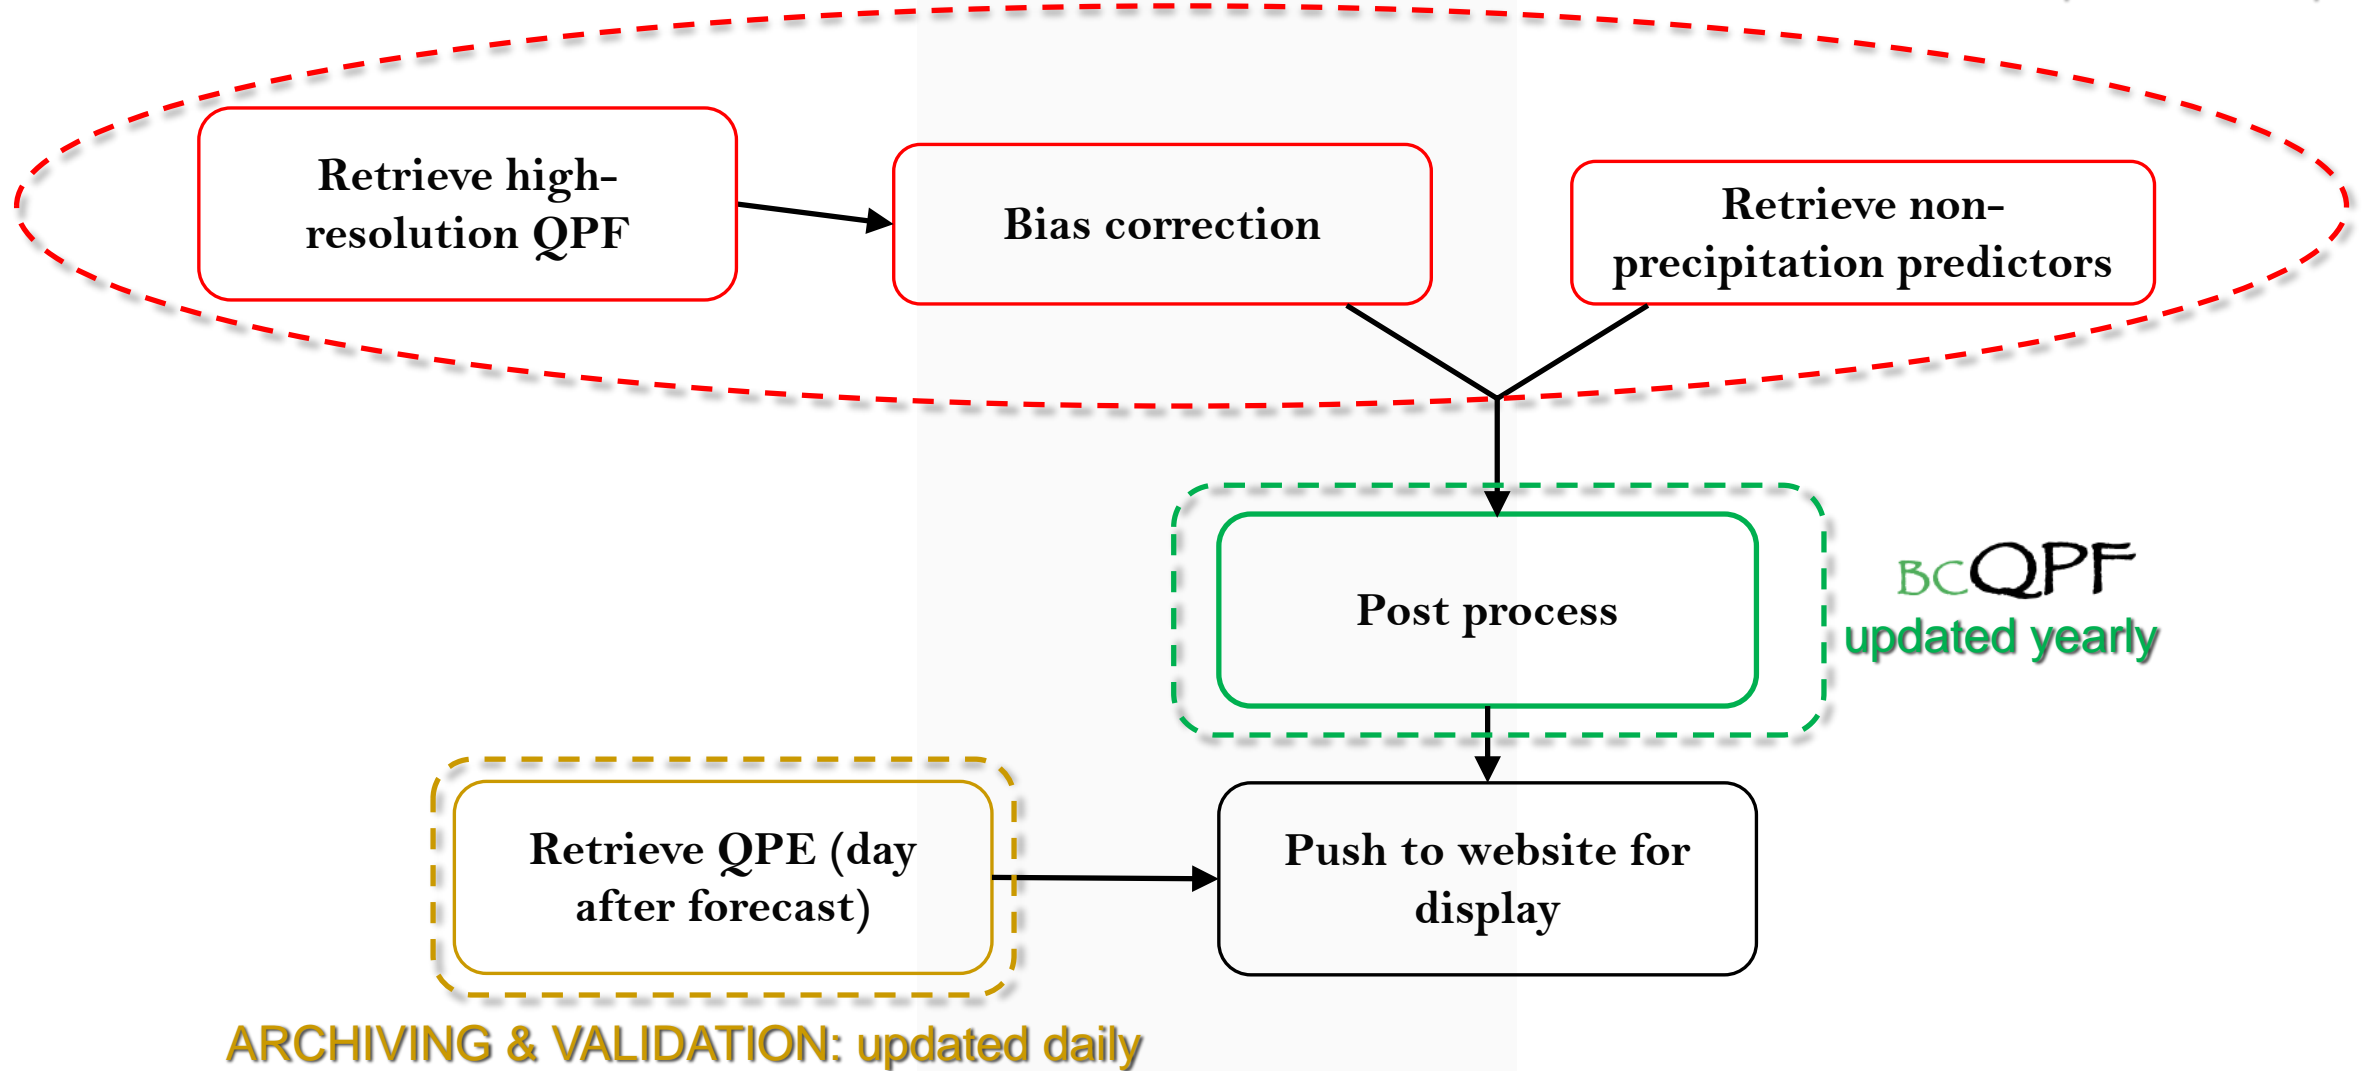 Retrieve high-
resolution QPF
Bias correction
Retrieve non-
precipitation predictors
Post process
BCQPF
updated yearly
Retrieve QPE (day
after forecast)
Push to website for
display
ARCHIVING & VALIDATION: updated daily